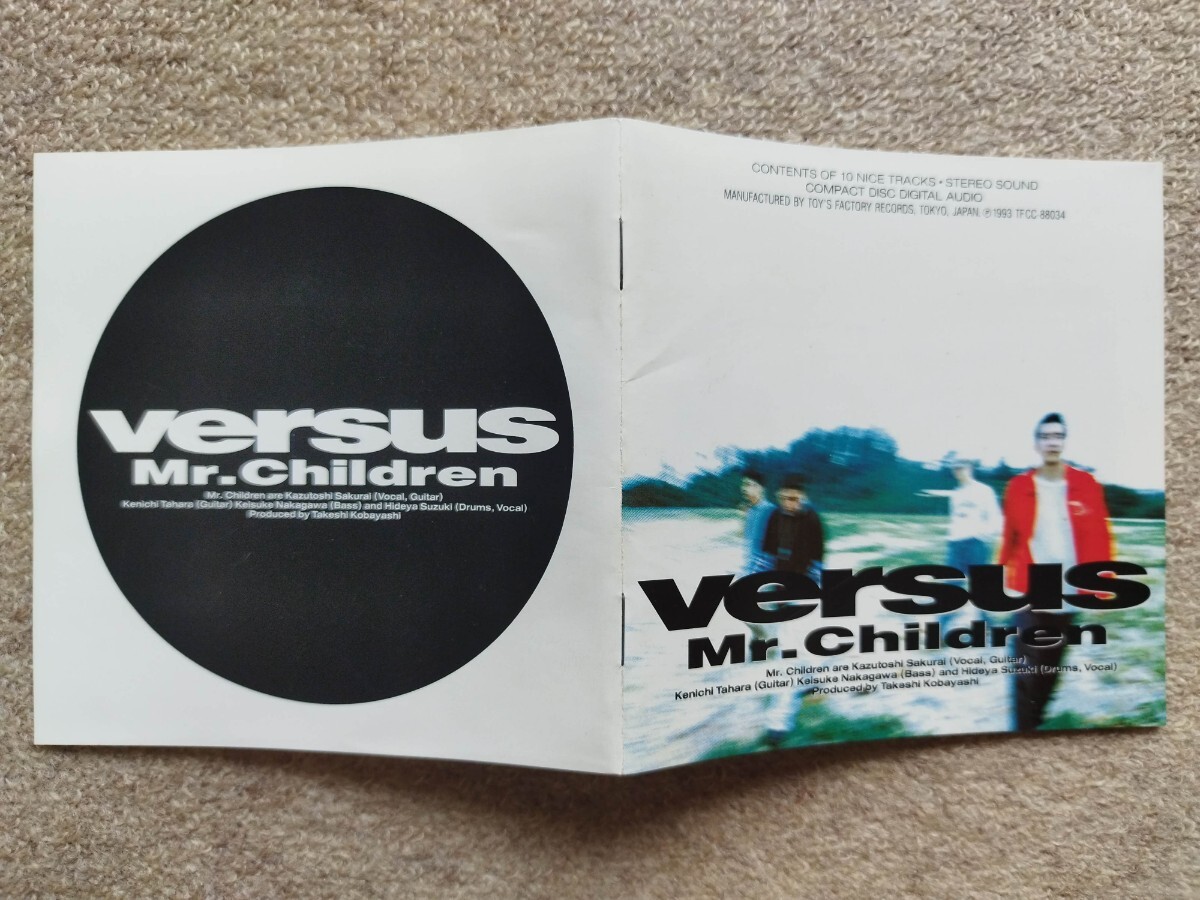 versus
Mr.Children
Mr. Children are Kazutoshi Sakurai (Vocal, Guitar)
Kenichi Tahara (Guitar) Keisuke Nakagawa (Bass) and Hideya Suzuki (Drums, Vocal)
Produced by Takeshi Kobayashi
CONTENTS OF 10 NICE TRACKS • STEREO SOUND
COMPACT DISC DIGITAL AUDIO
MANUFACTURED BY TOY'S FACTORY RECORDS, TOKYO, JAPAN. ℗1993 TFCC-88034
versus
Mr.Children
Mr. Children are Kazutoshi Sakurai (Vocal, Guitar)
Kenichi Tahara (Guitar) Keisuke Nakagawa (Bass) and Hideya Suzuki (Drums, Vocal)
Produced by Takeshi Kobayashi